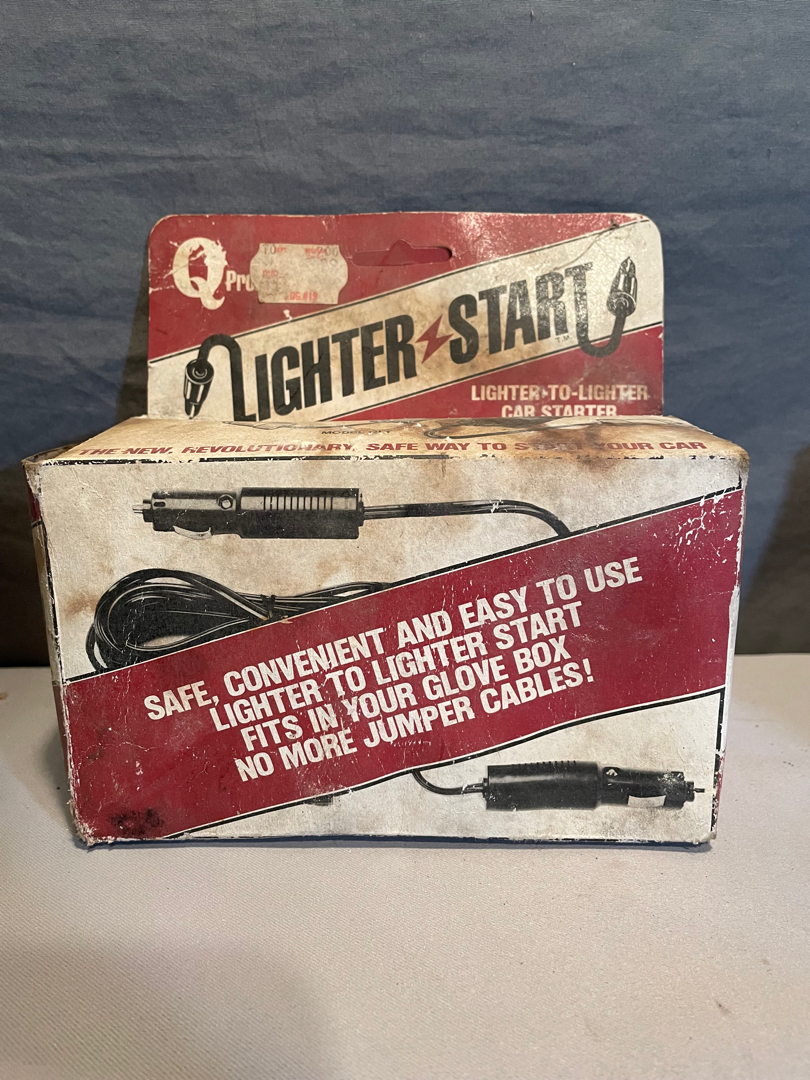 Q
LIGHTER START
T.M.
LIGHTER-TO-LIGHTER
CAR STARTER
THE NEW, REVOLUTIONARY, SAFE WAY TO START YOUR CAR
SAFE, CONVENIENT AND EASY TO USE
LIGHTER TO LIGHTER START
FITS IN YOUR GLOVE BOX
NO MORE JUMPER CABLES!